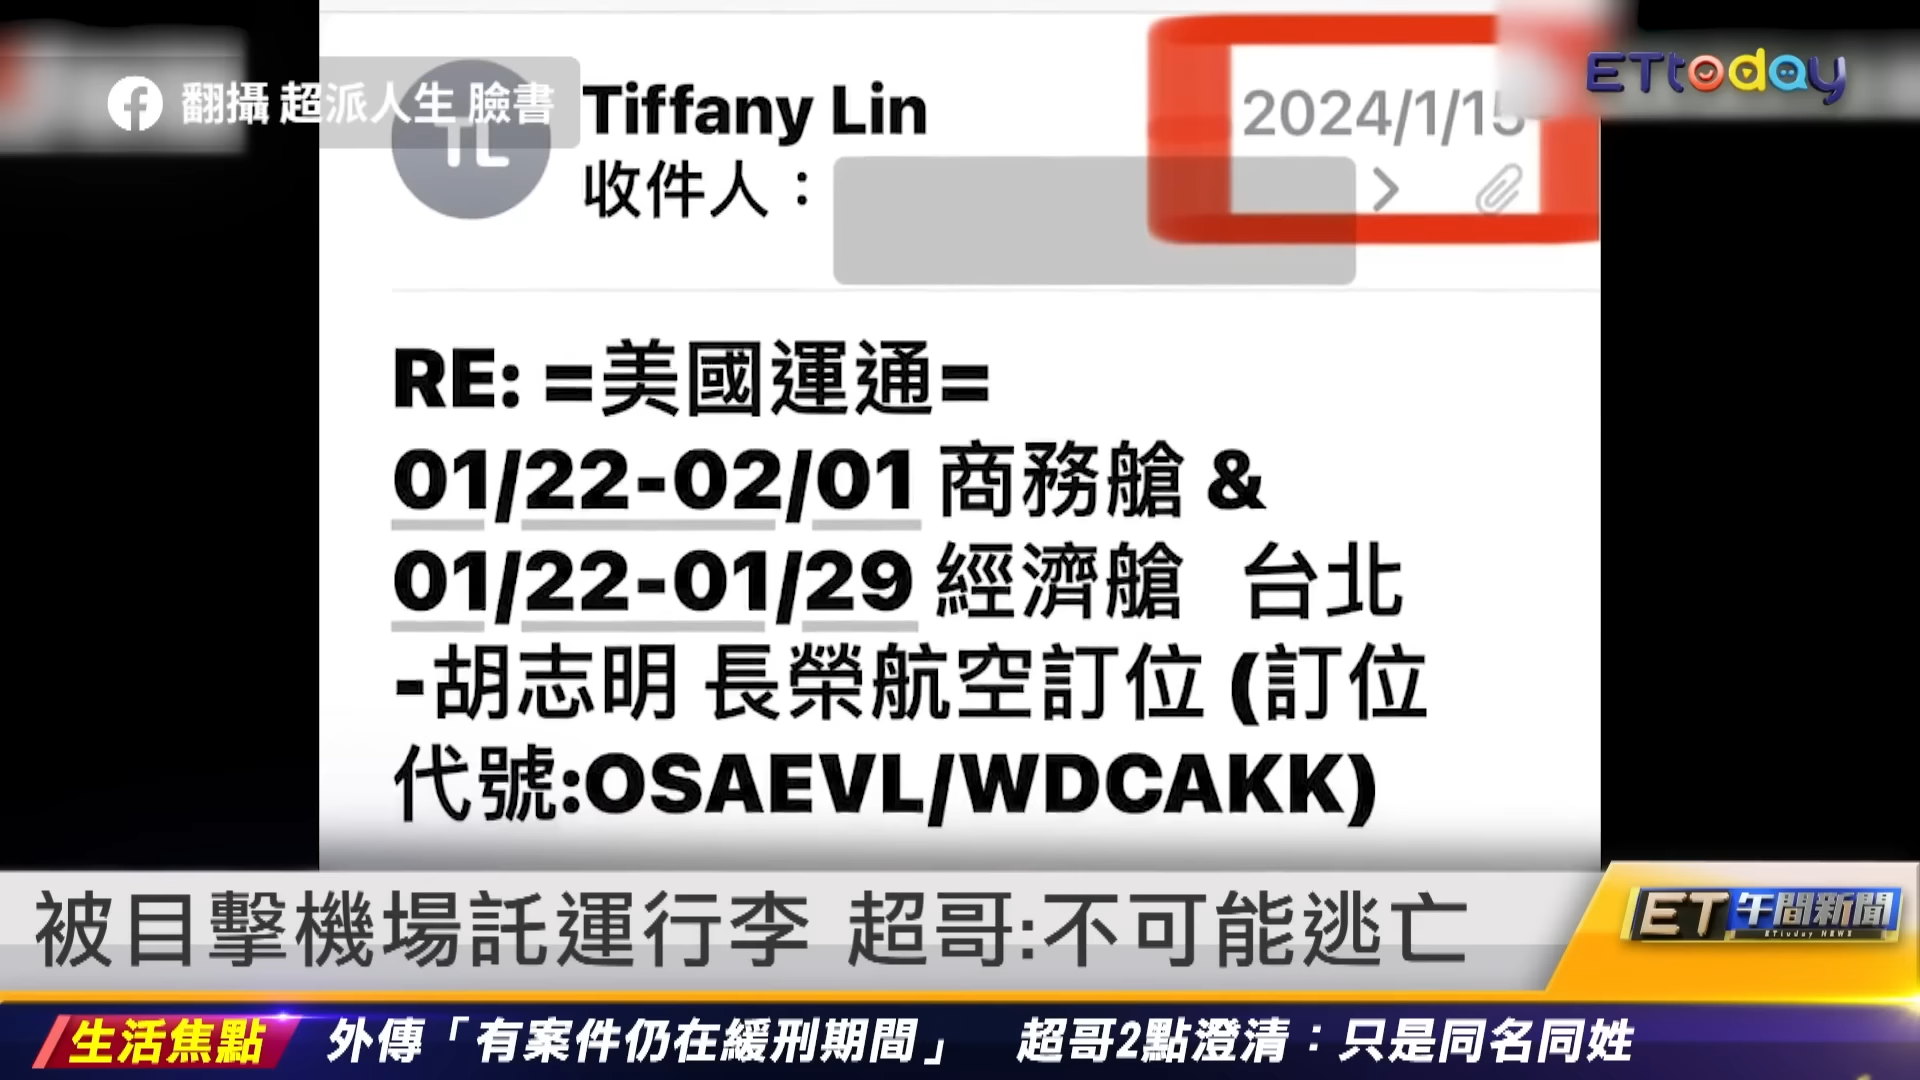 翻攝 超派人生 臉書
ETtoday
TL
Tiffany Lin
2024/1/15
收件人：
RE: =美國運通=
01/22-02/01 商務艙 &
01/22-01/29 經濟艙 台北
-胡志明 長榮航空訂位 (訂位
代號:OSAEVL/WDCAKK)
被目擊機場託運行李 超哥:不可能逃亡
ET午間新聞
ETtoday NEWS
生活焦點
外傳「有案件仍在緩刑期間」 超哥2點澄清：只是同名同姓